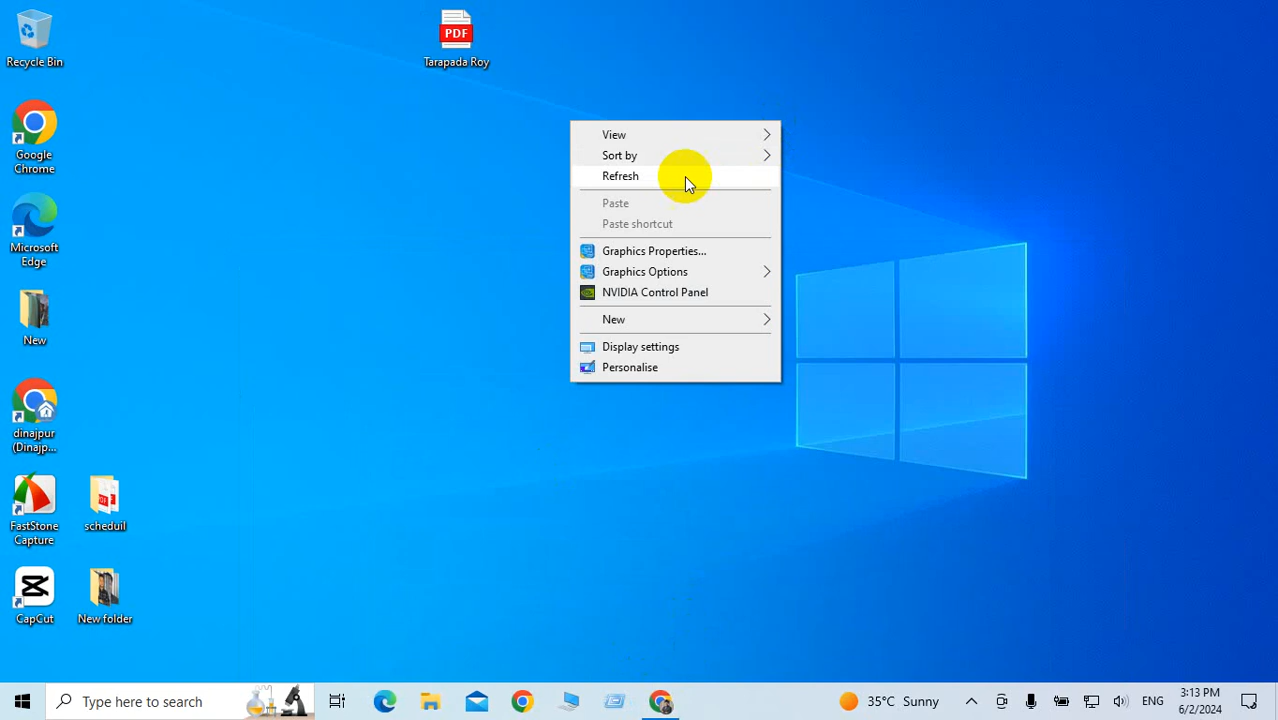 Recycle Bin
PDF
Tarapada Roy
Google
Chrome
Microsoft
Edge
New
dinajpur
(Dinajp...
FastStone
Capture
scheduil
CapCut
New folder
View
Sort by
Refresh
Paste
Paste shortcut
Graphics Properties...
Graphics Options
NVIDIA Control Panel
New
Display settings
Personalise
Type here to search
35°C Sunny
ENG
3:13 PM
6/2/2024